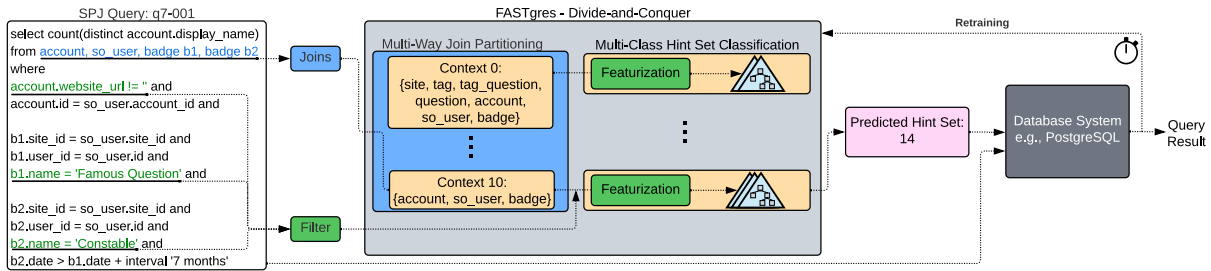 SPJ Query: q7-001
select count(distinct account.display_name)
from account, so_user, badge b1, badge b2
where
account.website_url != '' and
account.id = so_user.account_id and
b1.site_id = so_user.site_id and
b1.user_id = so_user.id and
b1.name = 'Famous Question' and
b2.site_id = so_user.site_id and
b2.user_id = so_user.id and
b2.name = 'Constable' and
b2.date > b1.date + interval '7 months'
Joins
Filter
FASTgres - Divide-and-Conquer
Multi-Way Join Partitioning
Context 0:
{site, tag, tag_question,
question, account,
so_user, badge}
Context 10:
{account, so_user, badge}
Multi-Class Hint Set Classification
Featurization
Featurization
Predicted Hint Set:
14
Retraining
Database System
e.g., PostgreSQL
Query
Result